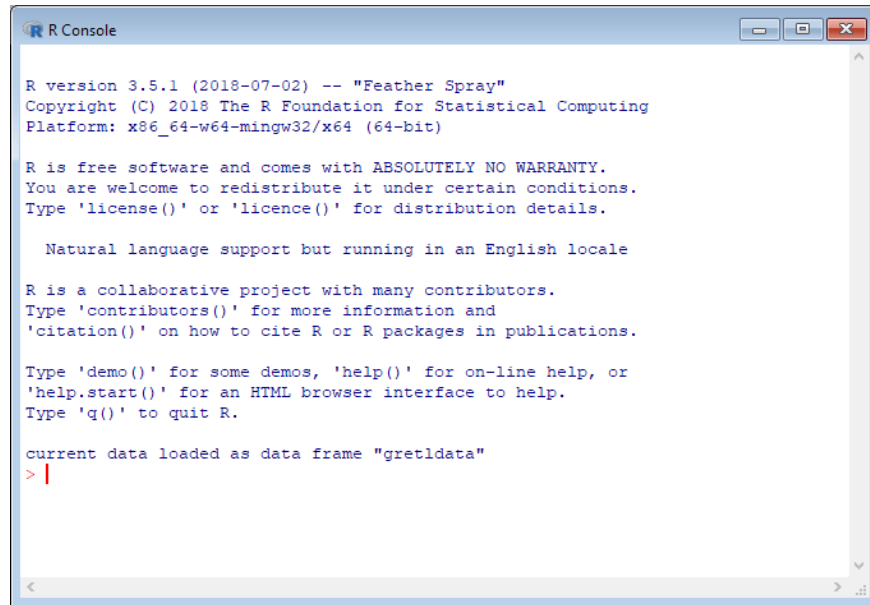 R Console
R version 3.5.1 (2018-07-02) -- "Feather Spray"
Copyright (C) 2018 The R Foundation for Statistical Computing
Platform: x86_64-w64-mingw32/x64 (64-bit)
R is free software and comes with ABSOLUTELY NO WARRANTY.
You are welcome to redistribute it under certain conditions.
Type 'license()' or 'licence()' for distribution details.
Natural language support but running in an English locale
R is a collaborative project with many contributors.
Type 'contributors()' for more information and
'citation()' on how to cite R or R packages in publications.
Type 'demo()' for some demos, 'help()' for on-line help, or
'help.start()' for an HTML browser interface to help.
Type 'q()' to quit R.
current data loaded as data frame "gretldata"
>